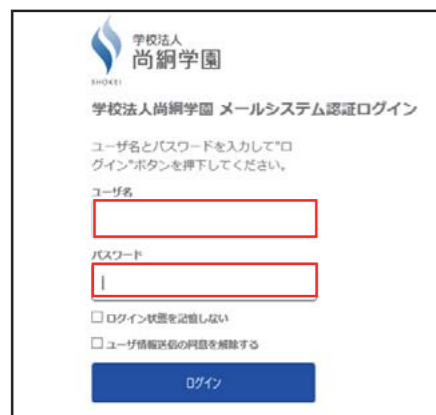 学校法人
尚絅学園
SHOKEI
学校法人尚絅学園 メールシステム認証ログイン
ユーザ名とパスワードを入力して"ロ
グイン"ボタンを押下してください。
ユーザ名
パスワード
ログイン状態を記憶しない
ユーザ情報送信の同意を解除する
ログイン